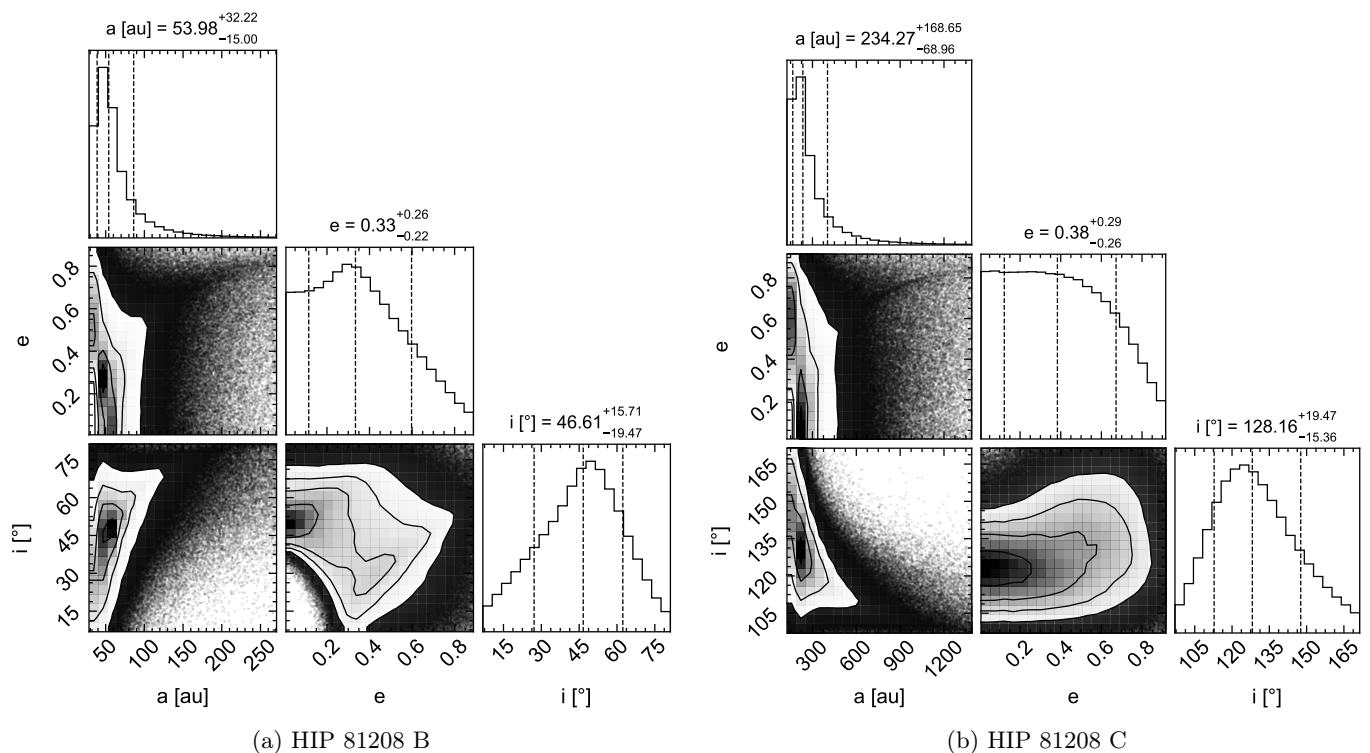 a [au] = 53.98 +32.22 −15.00
e = 0.33 +0.26 −0.22
i [°] = 46.61 +15.71 −19.47
e
0.8
0.6
0.4
0.2
i [°]
75
60
45
30
15
50 100 150 200 250
a [au]
0.2 0.4 0.6 0.8
e
15 30 45 60 75
i [°]
(a) HIP 81208 B
a [au] = 234.27 +168.65 −68.96
e = 0.38 +0.29 −0.26
i [°] = 128.16 +19.47 −15.36
e
0.8
0.6
0.4
0.2
i [°]
165
150
135
120
105
300 600 900 1200
a [au]
0.2 0.4 0.6 0.8
e
105 120 135 150 165
i [°]
(b) HIP 81208 C